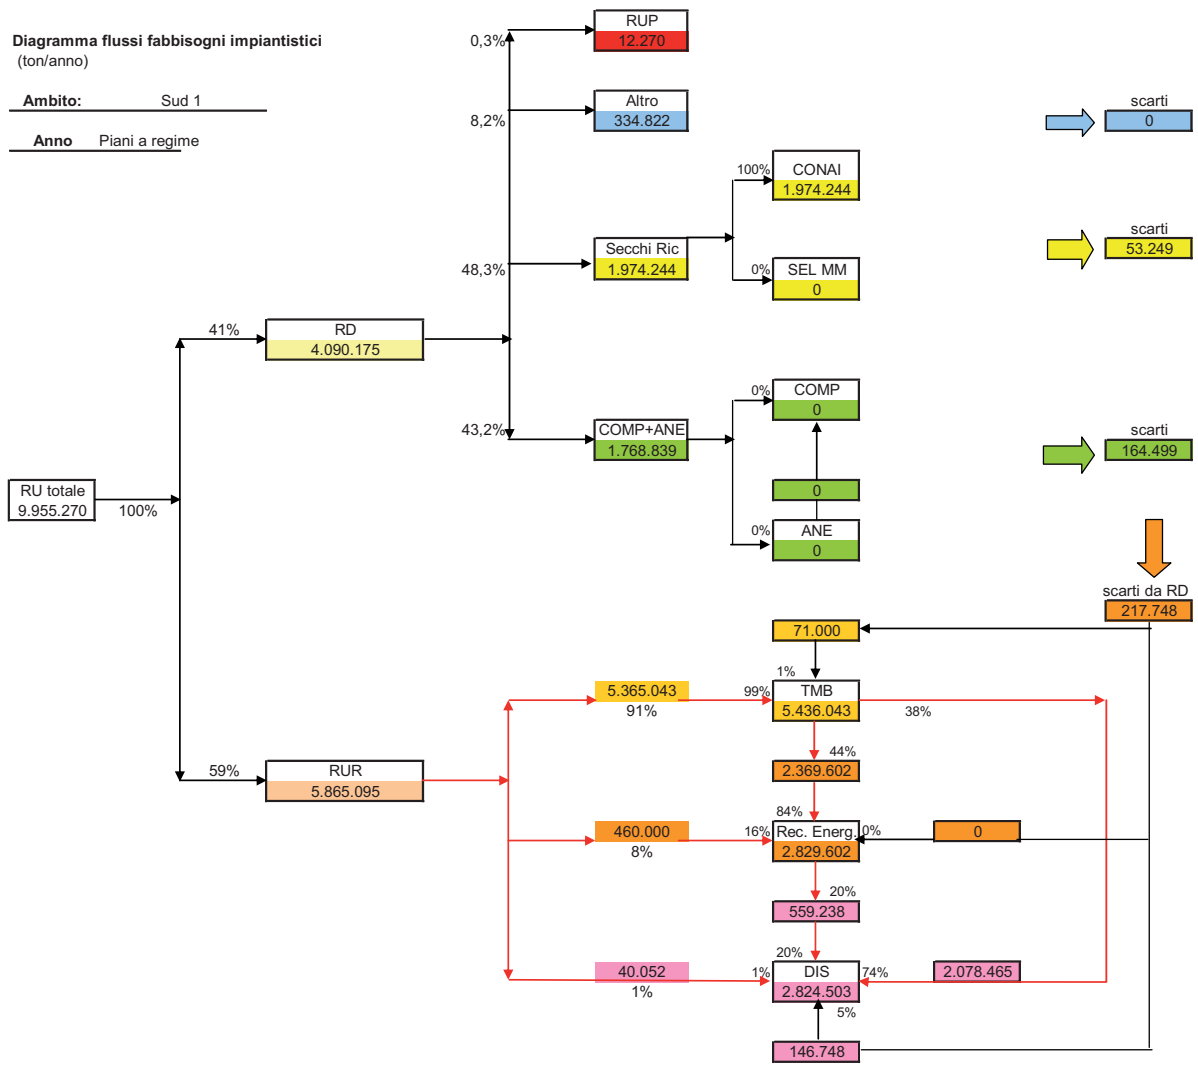 Diagramma flussi fabbisogni impiantistici
(ton/anno)
Ambito: Sud 1
Anno Piani a regime
0,3%
RUP
12.270
8,2%
Altro
334.822
scarti
0
100%
CONAI
1.974.244
48,3%
Secchi Ric
1.974.244
0%
SEL MM
0
scarti
53.249
41%
RD
4.090.175
43,2%
COMP+ANE
1.768.839
0%
COMP
0
0
0%
ANE
0
scarti
164.499
RU totale
9.955.270
100%
scarti da RD
217.748
71.000
1%
5.365.043
91%
99%
TMB
5.436.043
38%
44%
2.369.602
59%
RUR
5.865.095
84%
460.000
8%
16%
Rec. Energ.
2.829.602
0%
0
20%
559.238
20%
40.052
1%
1%
DIS
2.824.503
74%
2.078.465
5%
146.748